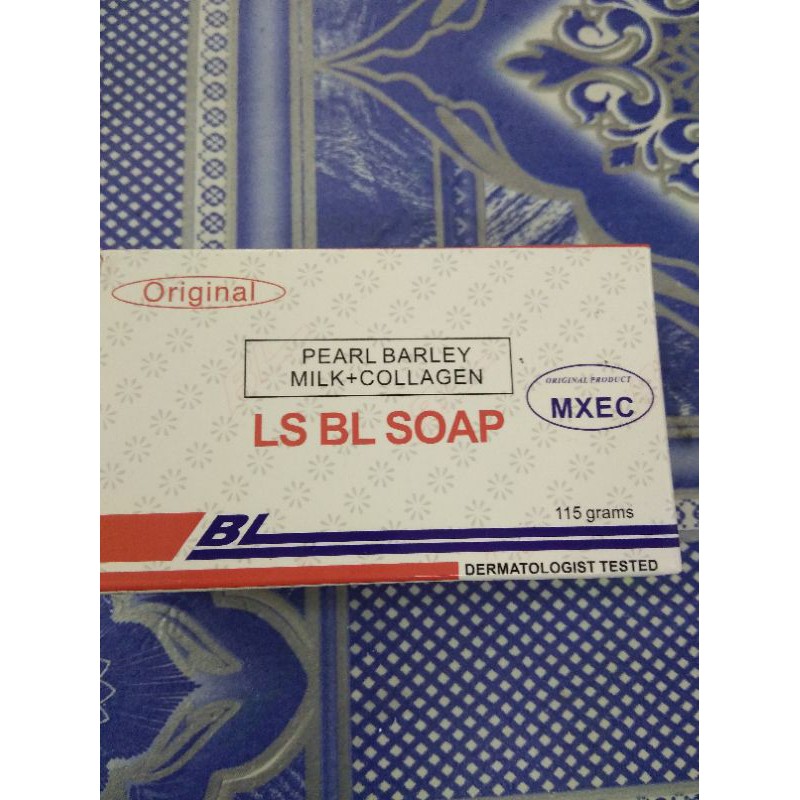 Original
PEARL BARLEY
MILK+COLLAGEN
LS BL SOAP
ORIGINAL PRODUCT
MXEC
BL
115 grams
DERMATOLOGIST TESTED